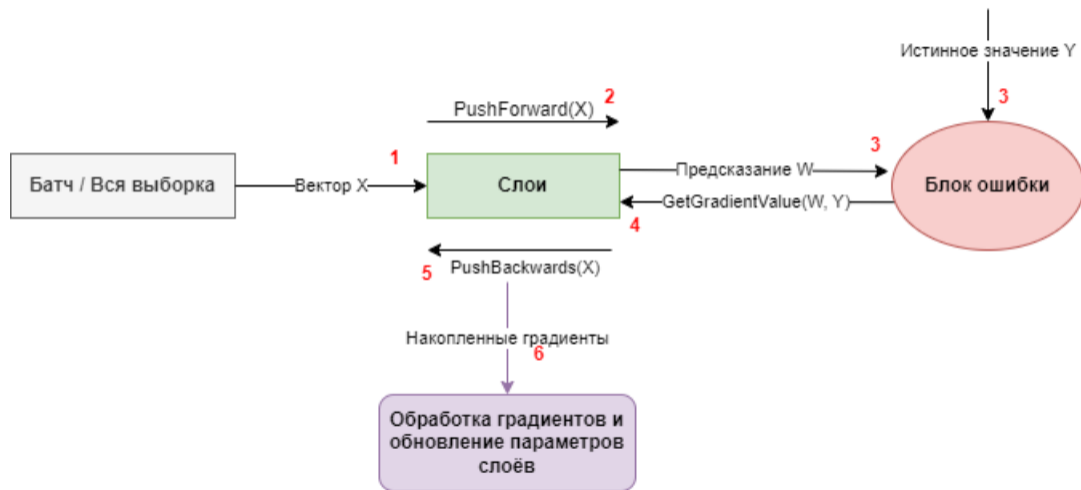 Истинное значение Y
3
PushForward(X)
2
1
3
Батч / Вся выборка
Вектор X
Слои
Предсказание W
Блок ошибки
GetGradientValue(W, Y)
4
5
PushBackwards(X)
Накопленные градиенты
6
Обработка градиентов и
обновление параметров
слоёв